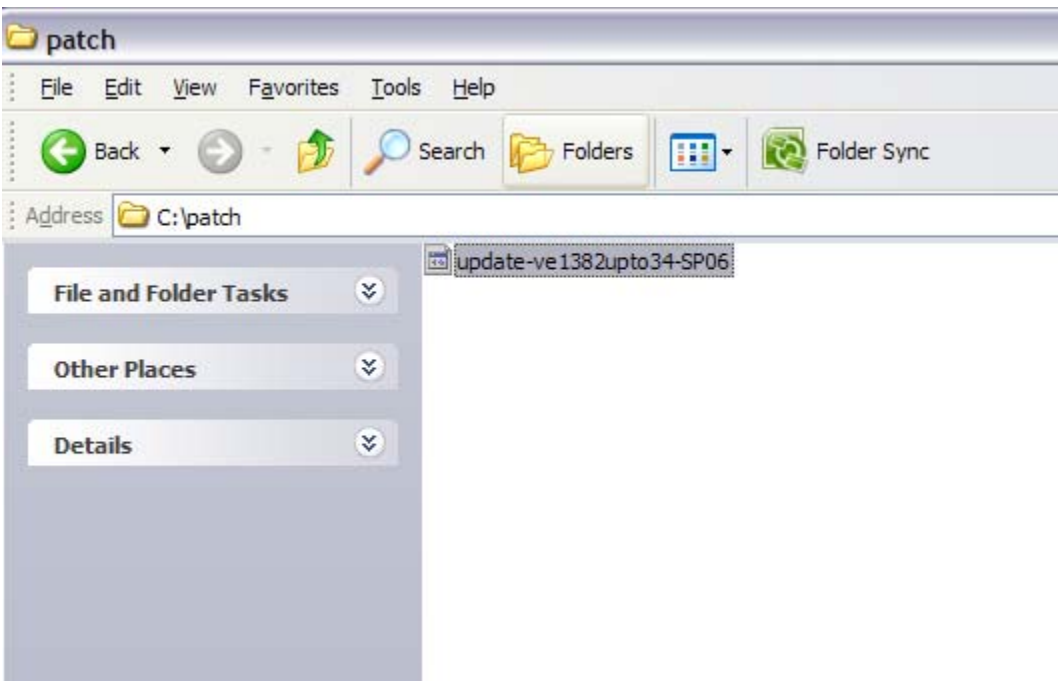 patch
File Edit View Favorites Tools Help
Back Search Folders Folder Sync
Address C:\patch
update-ve1382upto34-SP06
File and Folder Tasks
Other Places
Details